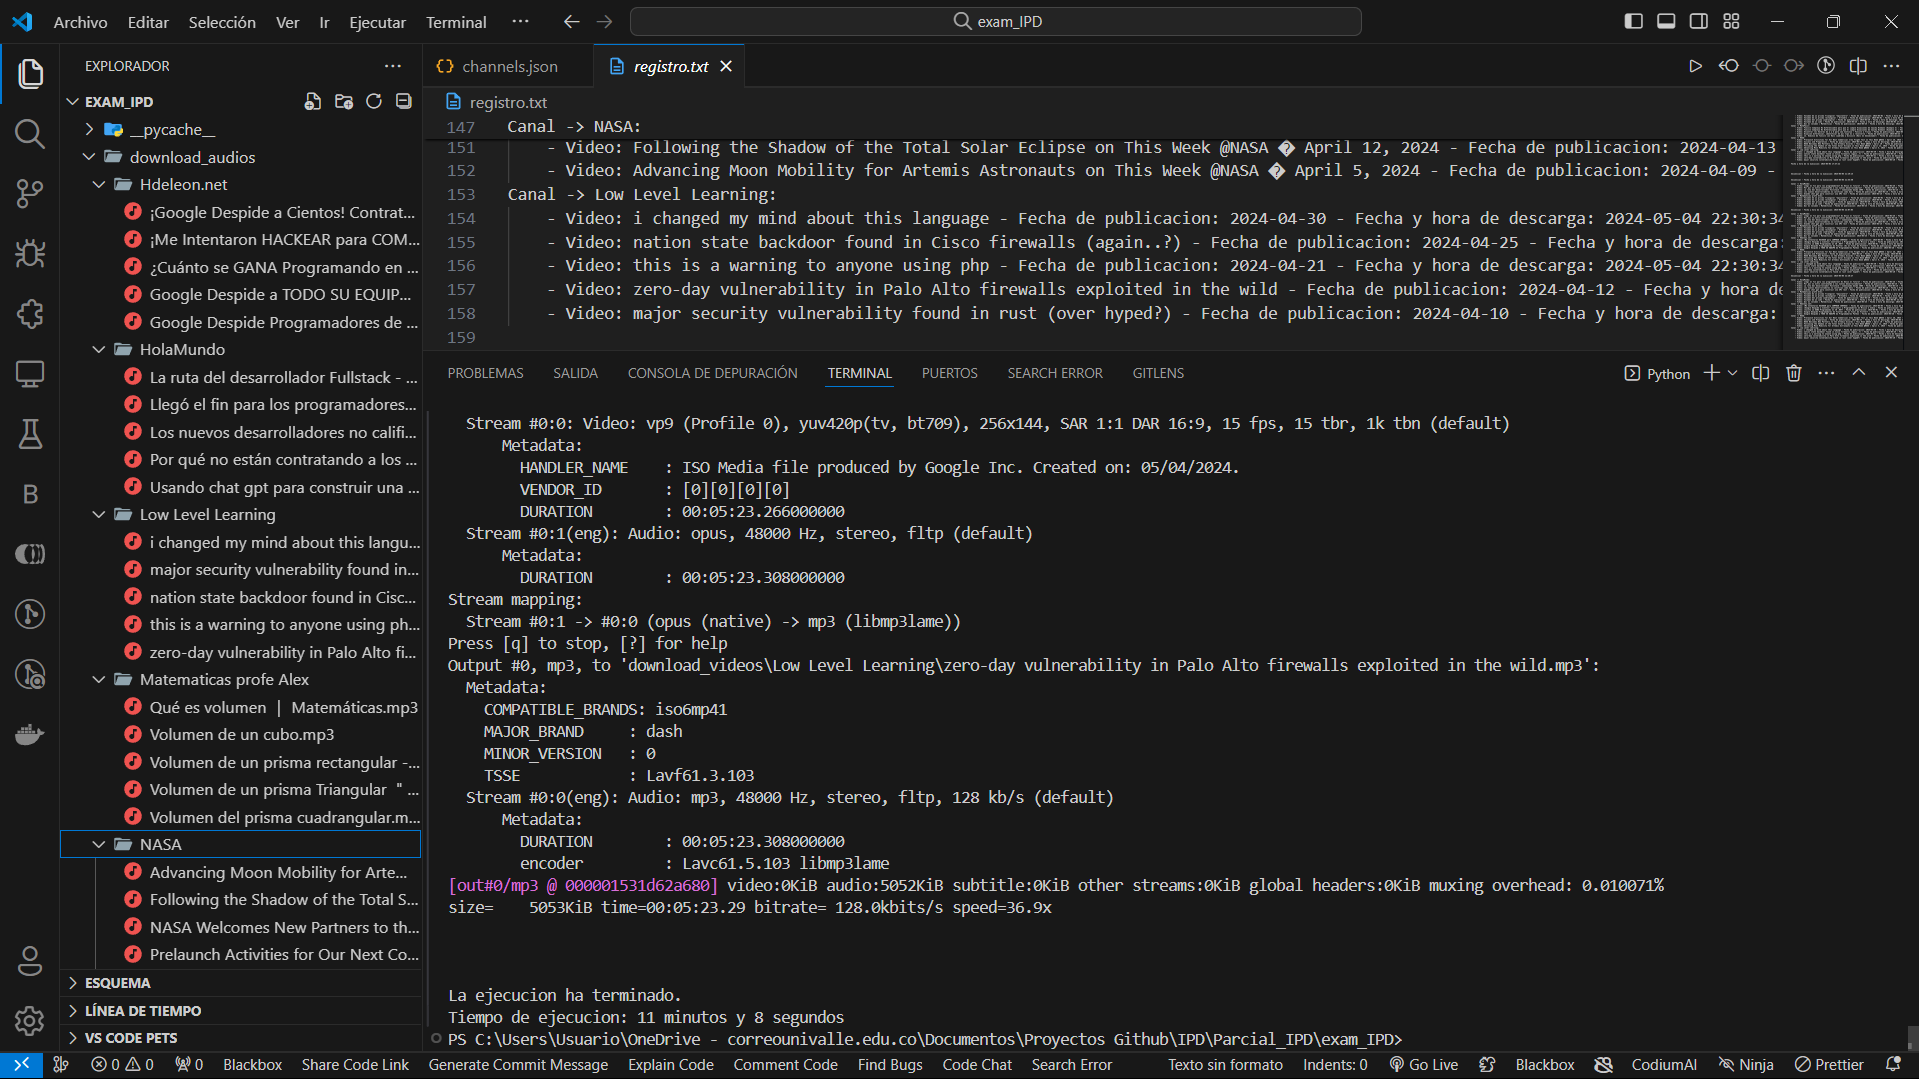 Archivo Editar Selección Ver Ir Ejecutar Terminal ··· exam_IPD
EXPLORADOR
EXAM_IPD
__pycache__
download_audios
Hdeleon.net
¡Google Despide a Cientos! Contrat...
¡Me Intentaron HACKEAR para COM...
¿Cuánto se GANA Programando en ...
Google Despide a TODO SU EQUIP...
Google Despide Programadores de ...
HolaMundo
La ruta del desarrollador Fullstack - ...
Llegó el fin para los programadores...
Los nuevos desarrolladores no califi...
Por qué no están contratando a los ...
Usando chat gpt para construir una ...
Low Level Learning
i changed my mind about this langu...
major security vulnerability found in...
nation state backdoor found in Cisc...
this is a warning to anyone using ph...
zero-day vulnerability in Palo Alto fi...
Matematicas profe Alex
Qué es volumen | Matemáticas.mp3
Volumen de un cubo.mp3
Volumen de un prisma rectangular -...
Volumen de un prisma Triangular " ...
Volumen del prisma cuadrangular.m...
NASA
Advancing Moon Mobility for Arte...
Following the Shadow of the Total S...
NASA Welcomes New Partners to th...
Prelaunch Activities for Our Next Co...
ESQUEMA
LÍNEA DE TIEMPO
VS CODE PETS
channels.json registro.txt
registro.txt
147 Canal -> NASA:
151 - Video: Following the Shadow of the Total Solar Eclipse on This Week @NASA � April 12, 2024 - Fecha de publicacion: 2024-04-13
152 - Video: Advancing Moon Mobility for Artemis Astronauts on This Week @NASA � April 5, 2024 - Fecha de publicacion: 2024-04-09 -
153 Canal -> Low Level Learning:
154 - Video: i changed my mind about this language - Fecha de publicacion: 2024-04-30 - Fecha y hora de descarga: 2024-05-04 22:30:34
155 - Video: nation state backdoor found in Cisco firewalls (again..?) - Fecha de publicacion: 2024-04-25 - Fecha y hora de descarga:
156 - Video: this is a warning to anyone using php - Fecha de publicacion: 2024-04-21 - Fecha y hora de descarga: 2024-05-04 22:30:34
157 - Video: zero-day vulnerability in Palo Alto firewalls exploited in the wild - Fecha de publicacion: 2024-04-12 - Fecha y hora de
158 - Video: major security vulnerability found in rust (over hyped?) - Fecha de publicacion: 2024-04-10 - Fecha y hora de descarga:
159
PROBLEMAS SALIDA CONSOLA DE DEPURACIÓN TERMINAL PUERTOS SEARCH ERROR GITLENS Python
Stream #0:0: Video: vp9 (Profile 0), yuv420p(tv, bt709), 256x144, SAR 1:1 DAR 16:9, 15 fps, 15 tbr, 1k tbn (default)
Metadata:
HANDLER_NAME : ISO Media file produced by Google Inc. Created on: 05/04/2024.
VENDOR_ID : [0][0][0][0]
DURATION : 00:05:23.266000000
Stream #0:1(eng): Audio: opus, 48000 Hz, stereo, fltp (default)
Metadata:
DURATION : 00:05:23.308000000
Stream mapping:
Stream #0:1 -> #0:0 (opus (native) -> mp3 (libmp3lame))
Press [q] to stop, [?] for help
Output #0, mp3, to 'download_videos\Low Level Learning\zero-day vulnerability in Palo Alto firewalls exploited in the wild.mp3':
Metadata:
COMPATIBLE_BRANDS: iso6mp41
MAJOR_BRAND : dash
MINOR_VERSION : 0
TSSE : Lavf61.3.103
Stream #0:0(eng): Audio: mp3, 48000 Hz, stereo, fltp, 128 kb/s (default)
Metadata:
DURATION : 00:05:23.308000000
encoder : Lavc61.5.103 libmp3lame
[out#0/mp3 @ 000001531d62a680] video:0KiB audio:5052KiB subtitle:0KiB other streams:0KiB global headers:0KiB muxing overhead: 0.010071%
size= 5053KiB time=00:05:23.29 bitrate= 128.0kbits/s speed=36.9x
La ejecucion ha terminado.
Tiempo de ejecucion: 11 minutos y 8 segundos
PS C:\Users\Usuario\OneDrive - correounivalle.edu.co\Documentos\Proyectos Github\IPD\Parcial_IPD\exam_IPD>
0 0 0 Blackbox Share Code Link Generate Commit Message Explain Code Comment Code Find Bugs Code Chat Search Error Texto sin formato Indents: 0 Go Live Blackbox CodiumAI Ninja Prettier